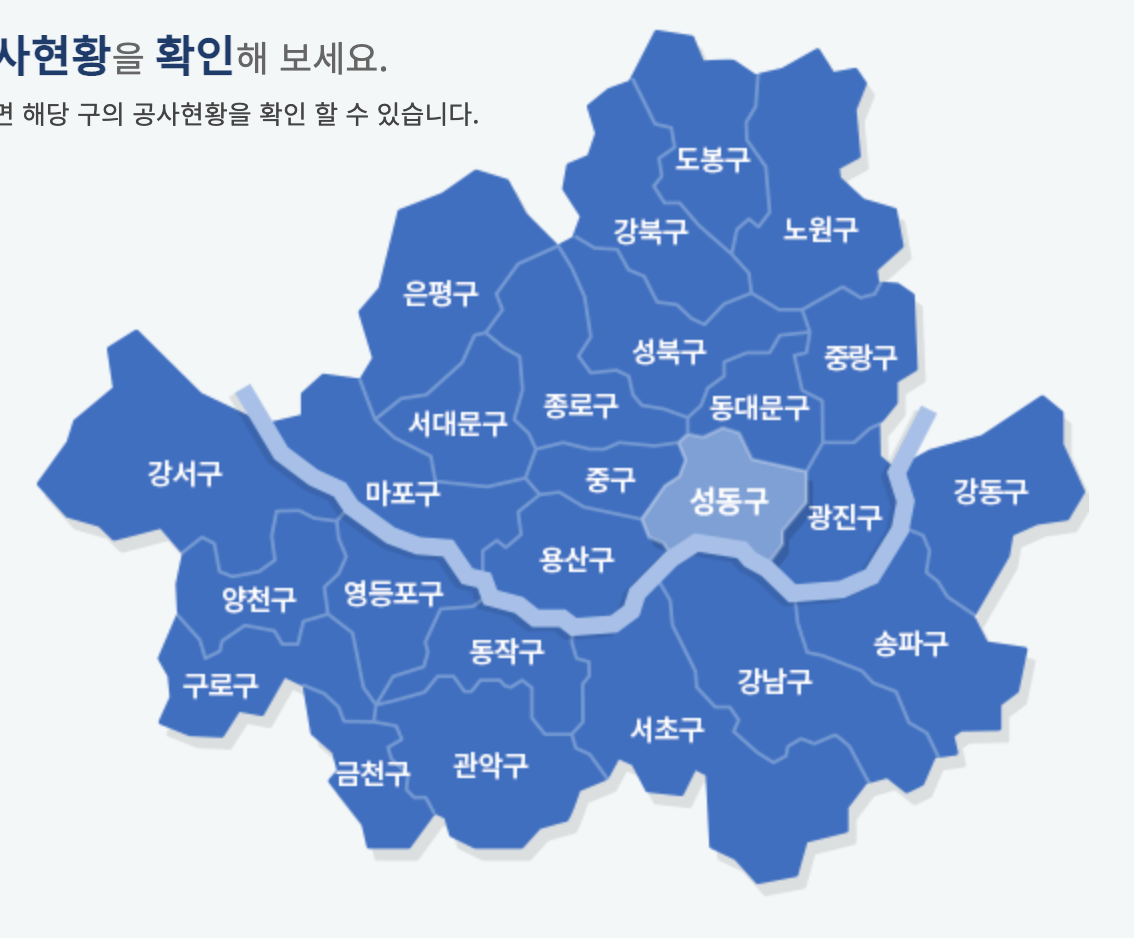 사현황을 확인해 보세요.
면 해당 구의 공사현황을 확인 할 수 있습니다.
도봉구
강북구
노원구
은평구
성북구
중랑구
종로구
동대문구
서대문구
강서구
중구
마포구
성동구
강동구
광진구
용산구
영등포구
양천구
송파구
동작구
강남구
구로구
서초구
관악구
금천구